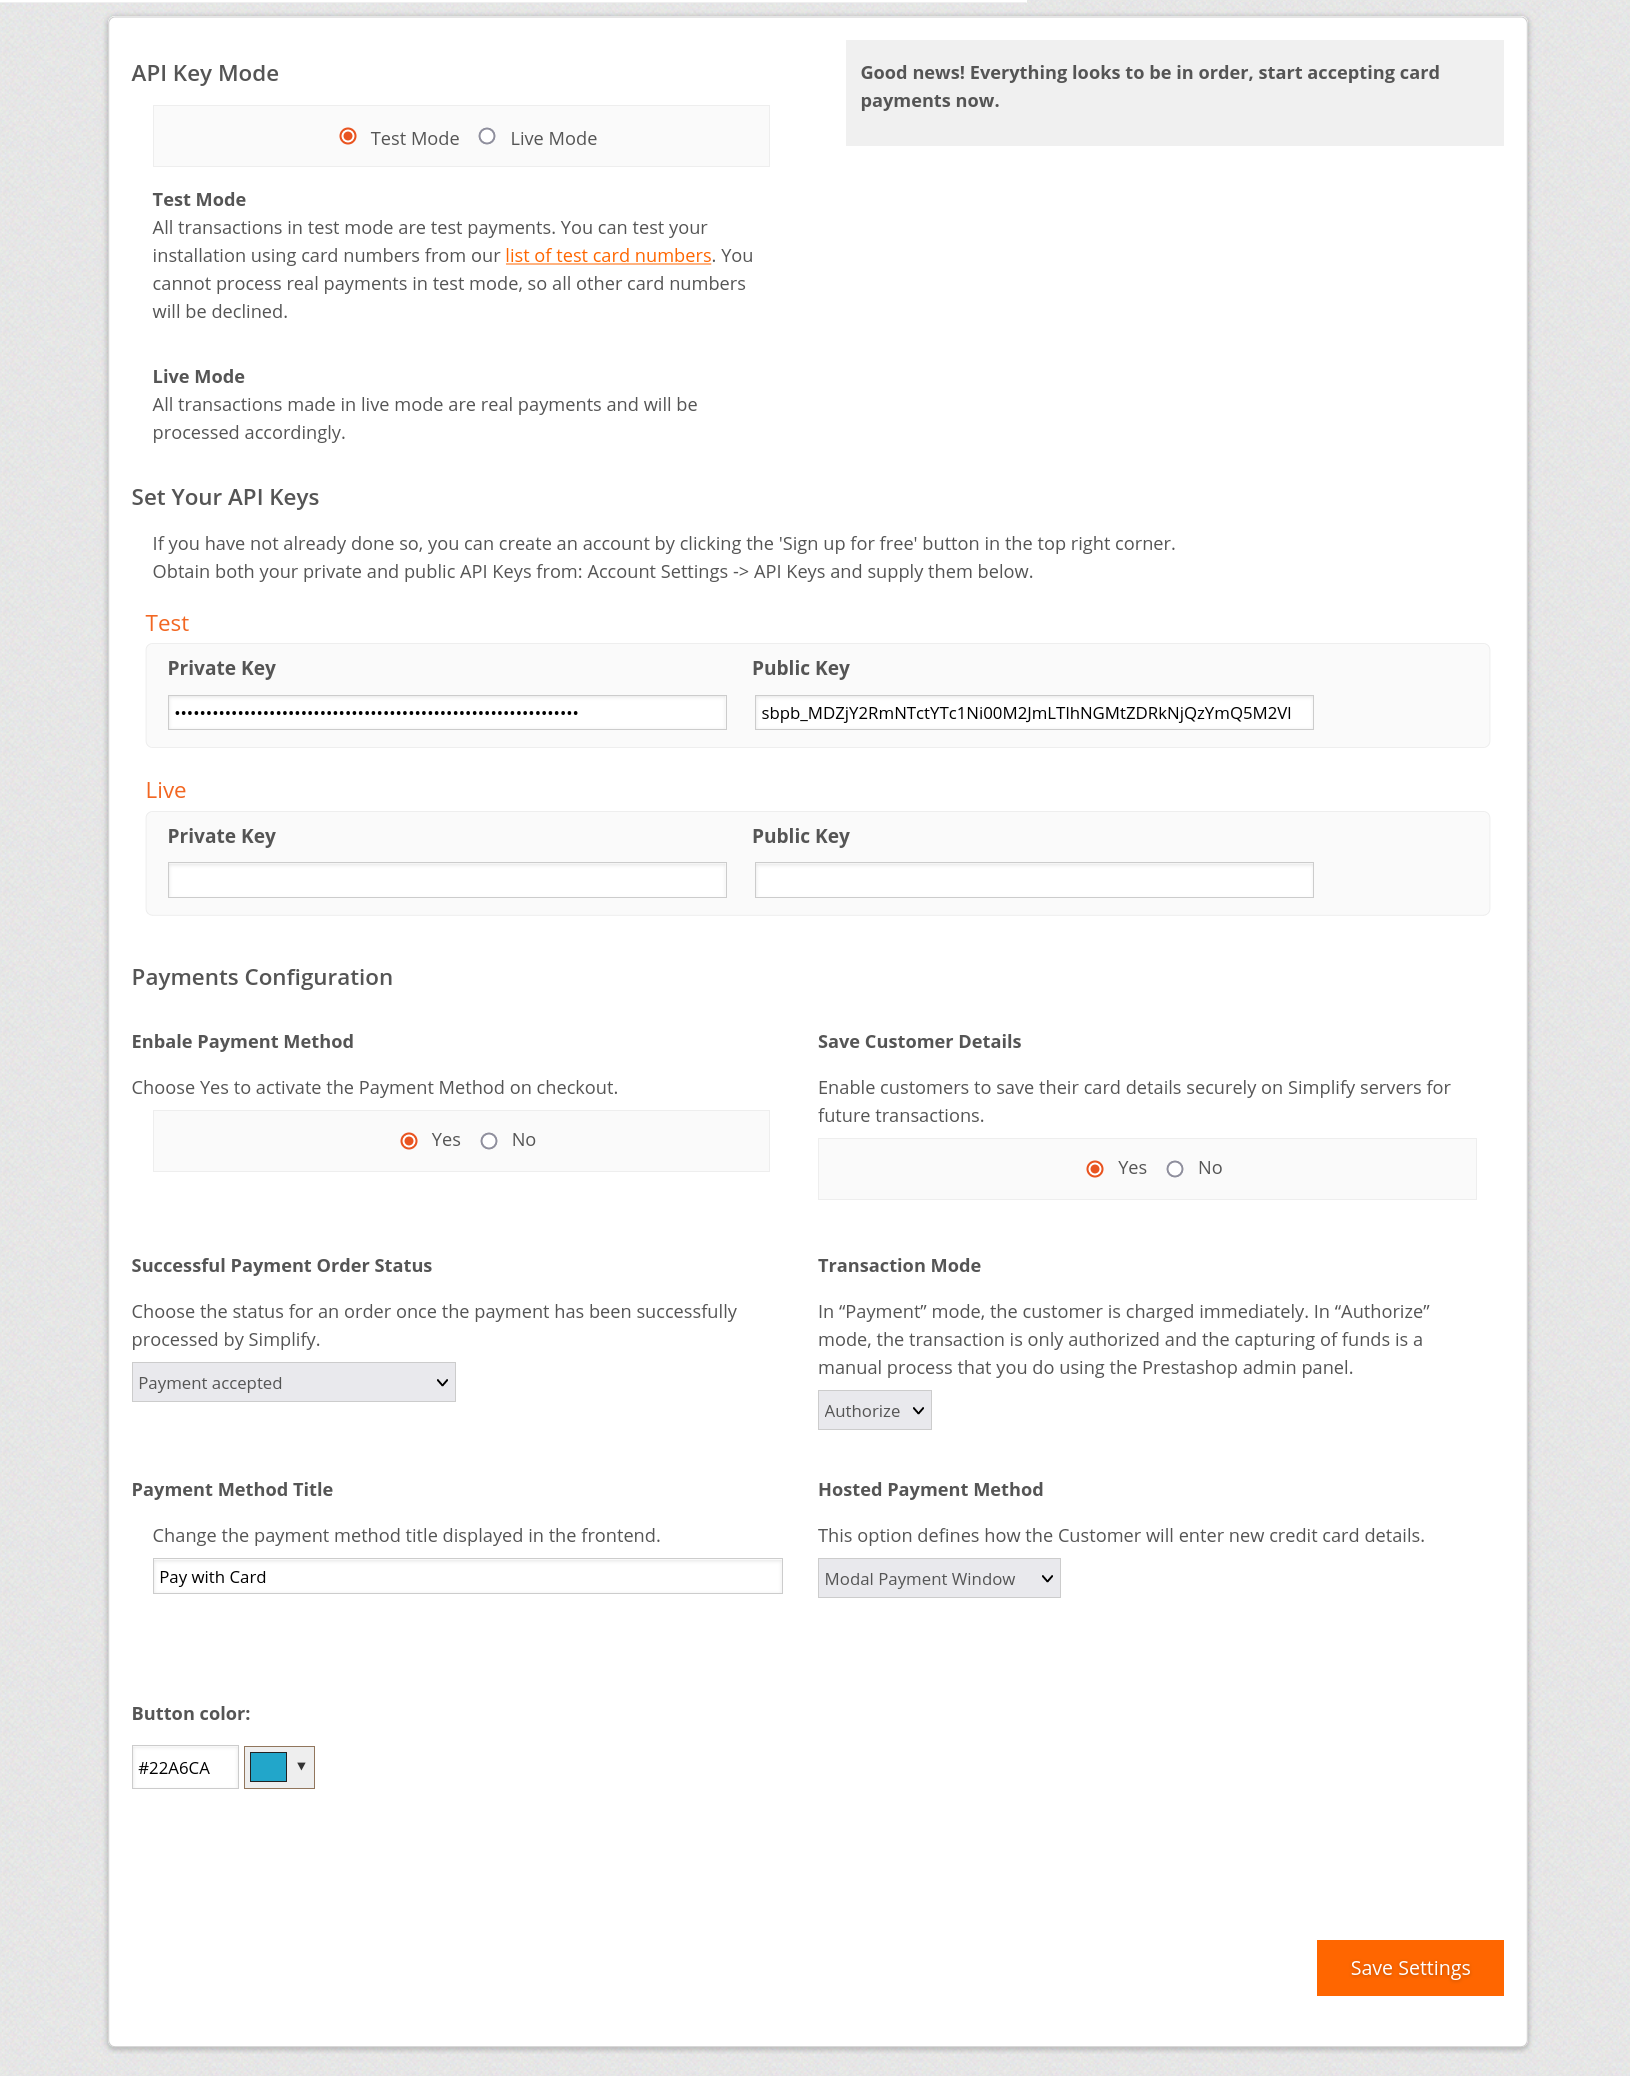 API Key Mode
Good news! Everything looks to be in order, start accepting card
payments now.
Test Mode Live Mode
Test Mode
All transactions in test mode are test payments. You can test your
installation using card numbers from our list of test card numbers. You
cannot process real payments in test mode, so all other card numbers
will be declined.
Live Mode
All transactions made in live mode are real payments and will be
processed accordingly.
Set Your API Keys
If you have not already done so, you can create an account by clicking the 'Sign up for free' button in the top right corner.
Obtain both your private and public API Keys from: Account Settings -> API Keys and supply them below.
Test
Private Key Public Key
sbpb_MDZjY2RmNTctYTc1Ni00M2JmLTlhNGMtZDRkNjQzYmQ5M2Vl
Live
Private Key Public Key
Payments Configuration
Enbale Payment Method
Choose Yes to activate the Payment Method on checkout.
Yes No
Save Customer Details
Enable customers to save their card details securely on Simplify servers for
future transactions.
Yes No
Successful Payment Order Status
Choose the status for an order once the payment has been successfully
processed by Simplify.
Payment accepted
Transaction Mode
In “Payment” mode, the customer is charged immediately. In “Authorize”
mode, the transaction is only authorized and the capturing of funds is a
manual process that you do using the Prestashop admin panel.
Authorize
Payment Method Title
Change the payment method title displayed in the frontend.
Pay with Card
Hosted Payment Method
This option defines how the Customer will enter new credit card details.
Modal Payment Window
Button color:
#22A6CA
Save Settings